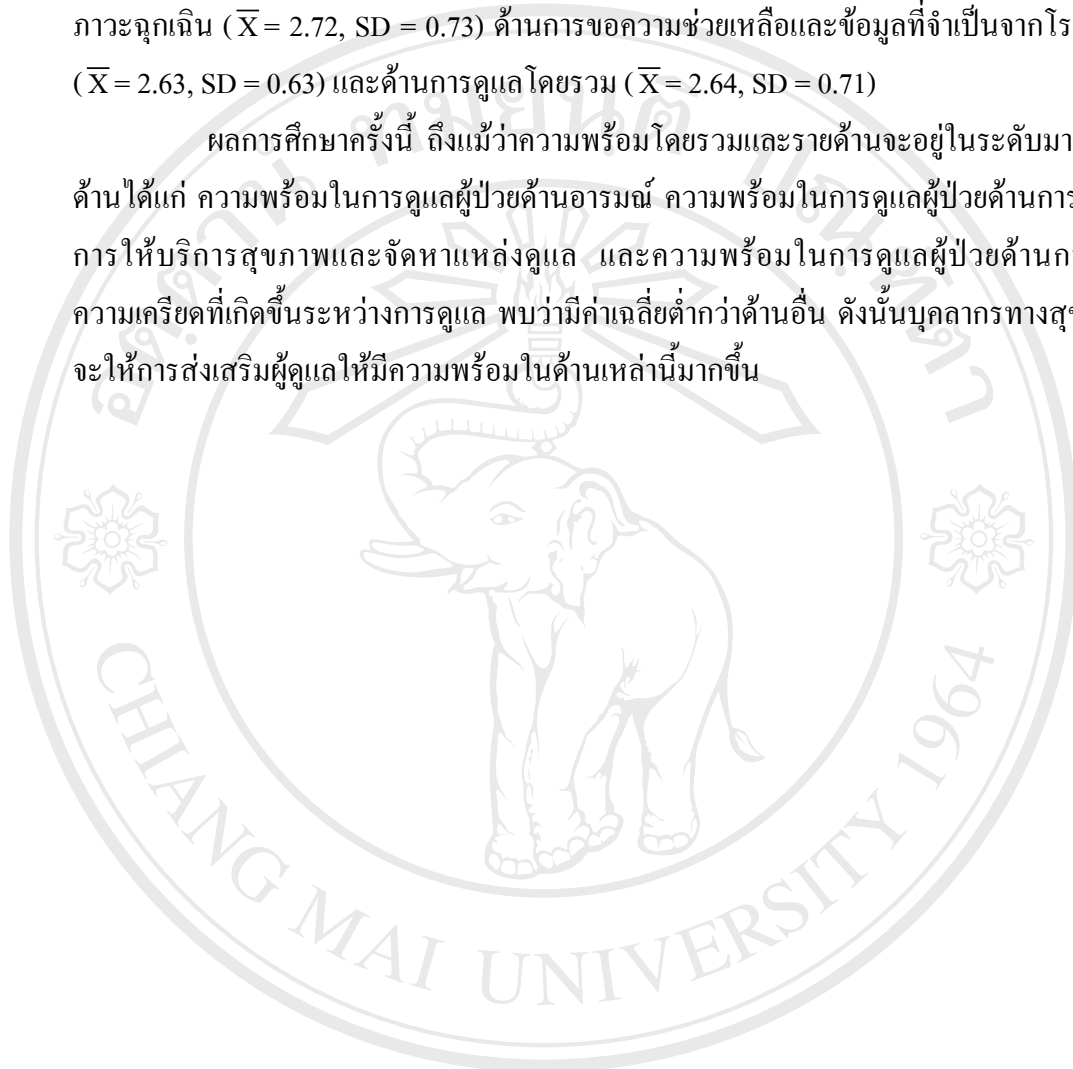 ภาวะฉุกเฉิน ( X̅ = 2.72, SD = 0.73) ด้านการขอความช่วยเหลือและข้อมูลที่จำเป็นจากโร
( X̅ = 2.63, SD = 0.63) และด้านการดูแลโดยรวม ( X̅ = 2.64, SD = 0.71)
ผลการศึกษาครั้งนี้ ถึงแม้ว่าความพร้อมโดยรวมและรายด้านจะอยู่ในระดับมา
ด้านได้แก่ ความพร้อมในการดูแลผู้ป่วยด้านอารมณ์ ความพร้อมในการดูแลผู้ป่วยด้านการ
การให้บริการสุขภาพและจัดหาแหล่งดูแล และความพร้อมในการดูแลผู้ป่วยด้านก
ความเครียดที่เกิดขึ้นระหว่างการดูแล พบว่ามีค่าเฉลี่ยต่ำกว่าด้านอื่น ดังนั้นบุคลากรทางสุข
จะให้การส่งเสริมผู้ดูแลให้มีความพร้อมในด้านเหล่านี้มากขึ้น
อตฺตานํ ทมยนฺติ ปณฺฑิตา
CHIANG MAI UNIVERSITY 1964